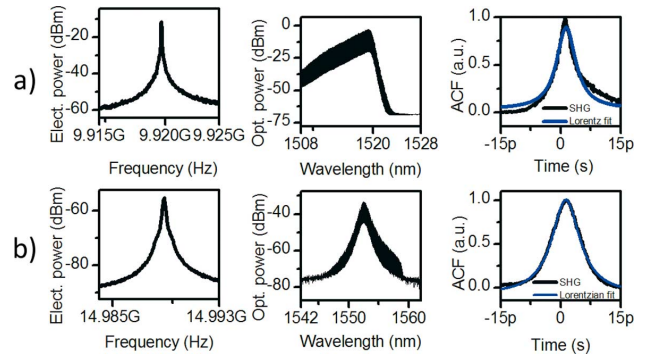 a)
Elect. power (dBm)
-20
-40
-60
9.915G 9.920G 9.925G
Frequency (Hz)
Opt. power (dBm)
0
-25
-50
-75
1508 1520 1528
Wavelength (nm)
ACF (a.u.)
1.0
0.5
0.0
SHG
Lorentz fit
-15p 0 15p
Time (s)
b)
Elect. power (dBm)
-60
-80
14.985G 14.993G
Frequency (Hz)
Opt. power (dBm)
-40
-60
-80
1542 1550 1560
Wavelength (nm)
ACF (a.u.)
1.0
0.5
0.0
SHG
Lorentzian fit
-15p 0 15p
Time (s)